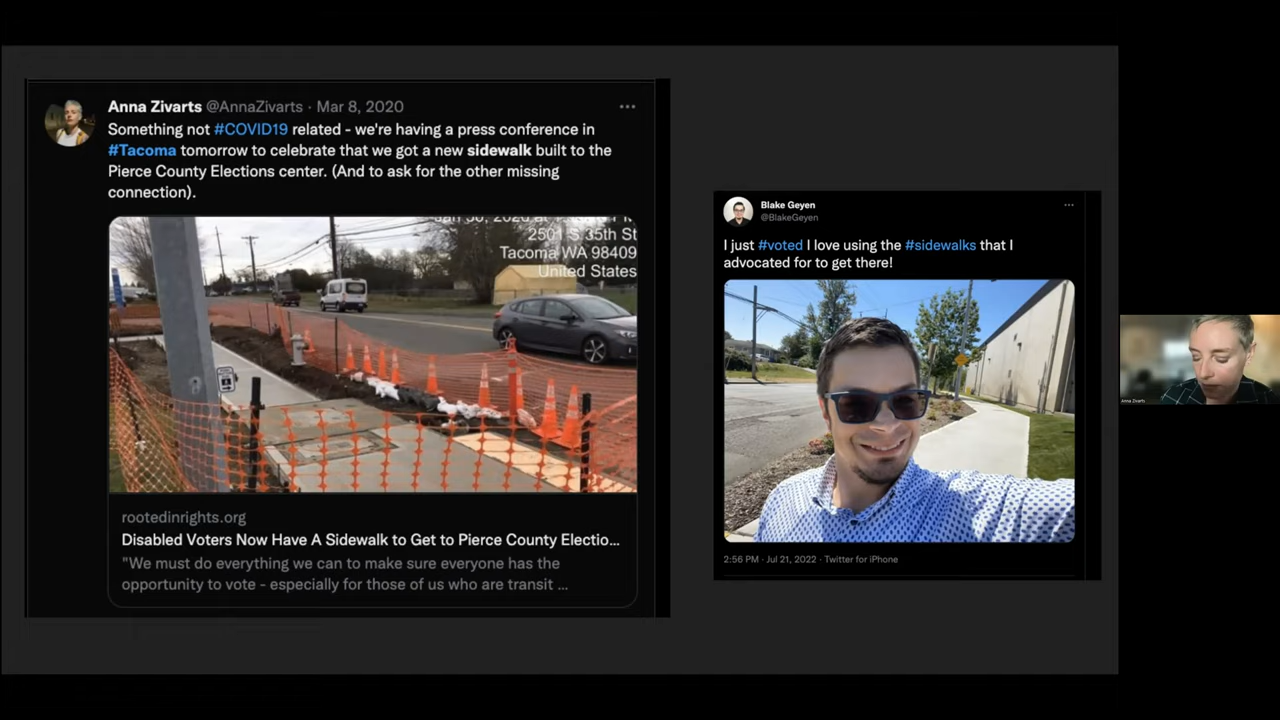 Anna Zivarts @AnnaZivarts · Mar 8, 2020
Something not #COVID19 related - we're having a press conference in
#Tacoma tomorrow to celebrate that we got a new sidewalk built to the
Pierce County Elections center. (And to ask for the other missing
connection).
2501 S 35th St
Tacoma WA 98409
United States
rootedinrights.org
Disabled Voters Now Have A Sidewalk to Get to Pierce County Electio...
"We must do everything we can to make sure everyone has the
opportunity to vote - especially for those of us who are transit ...
Blake Geyen
@BlakeGeyen
I just #voted I love using the #sidewalks that I
advocated for to get there!
2:56 PM · Jul 21, 2022 · Twitter for iPhone
Anna Zivarts